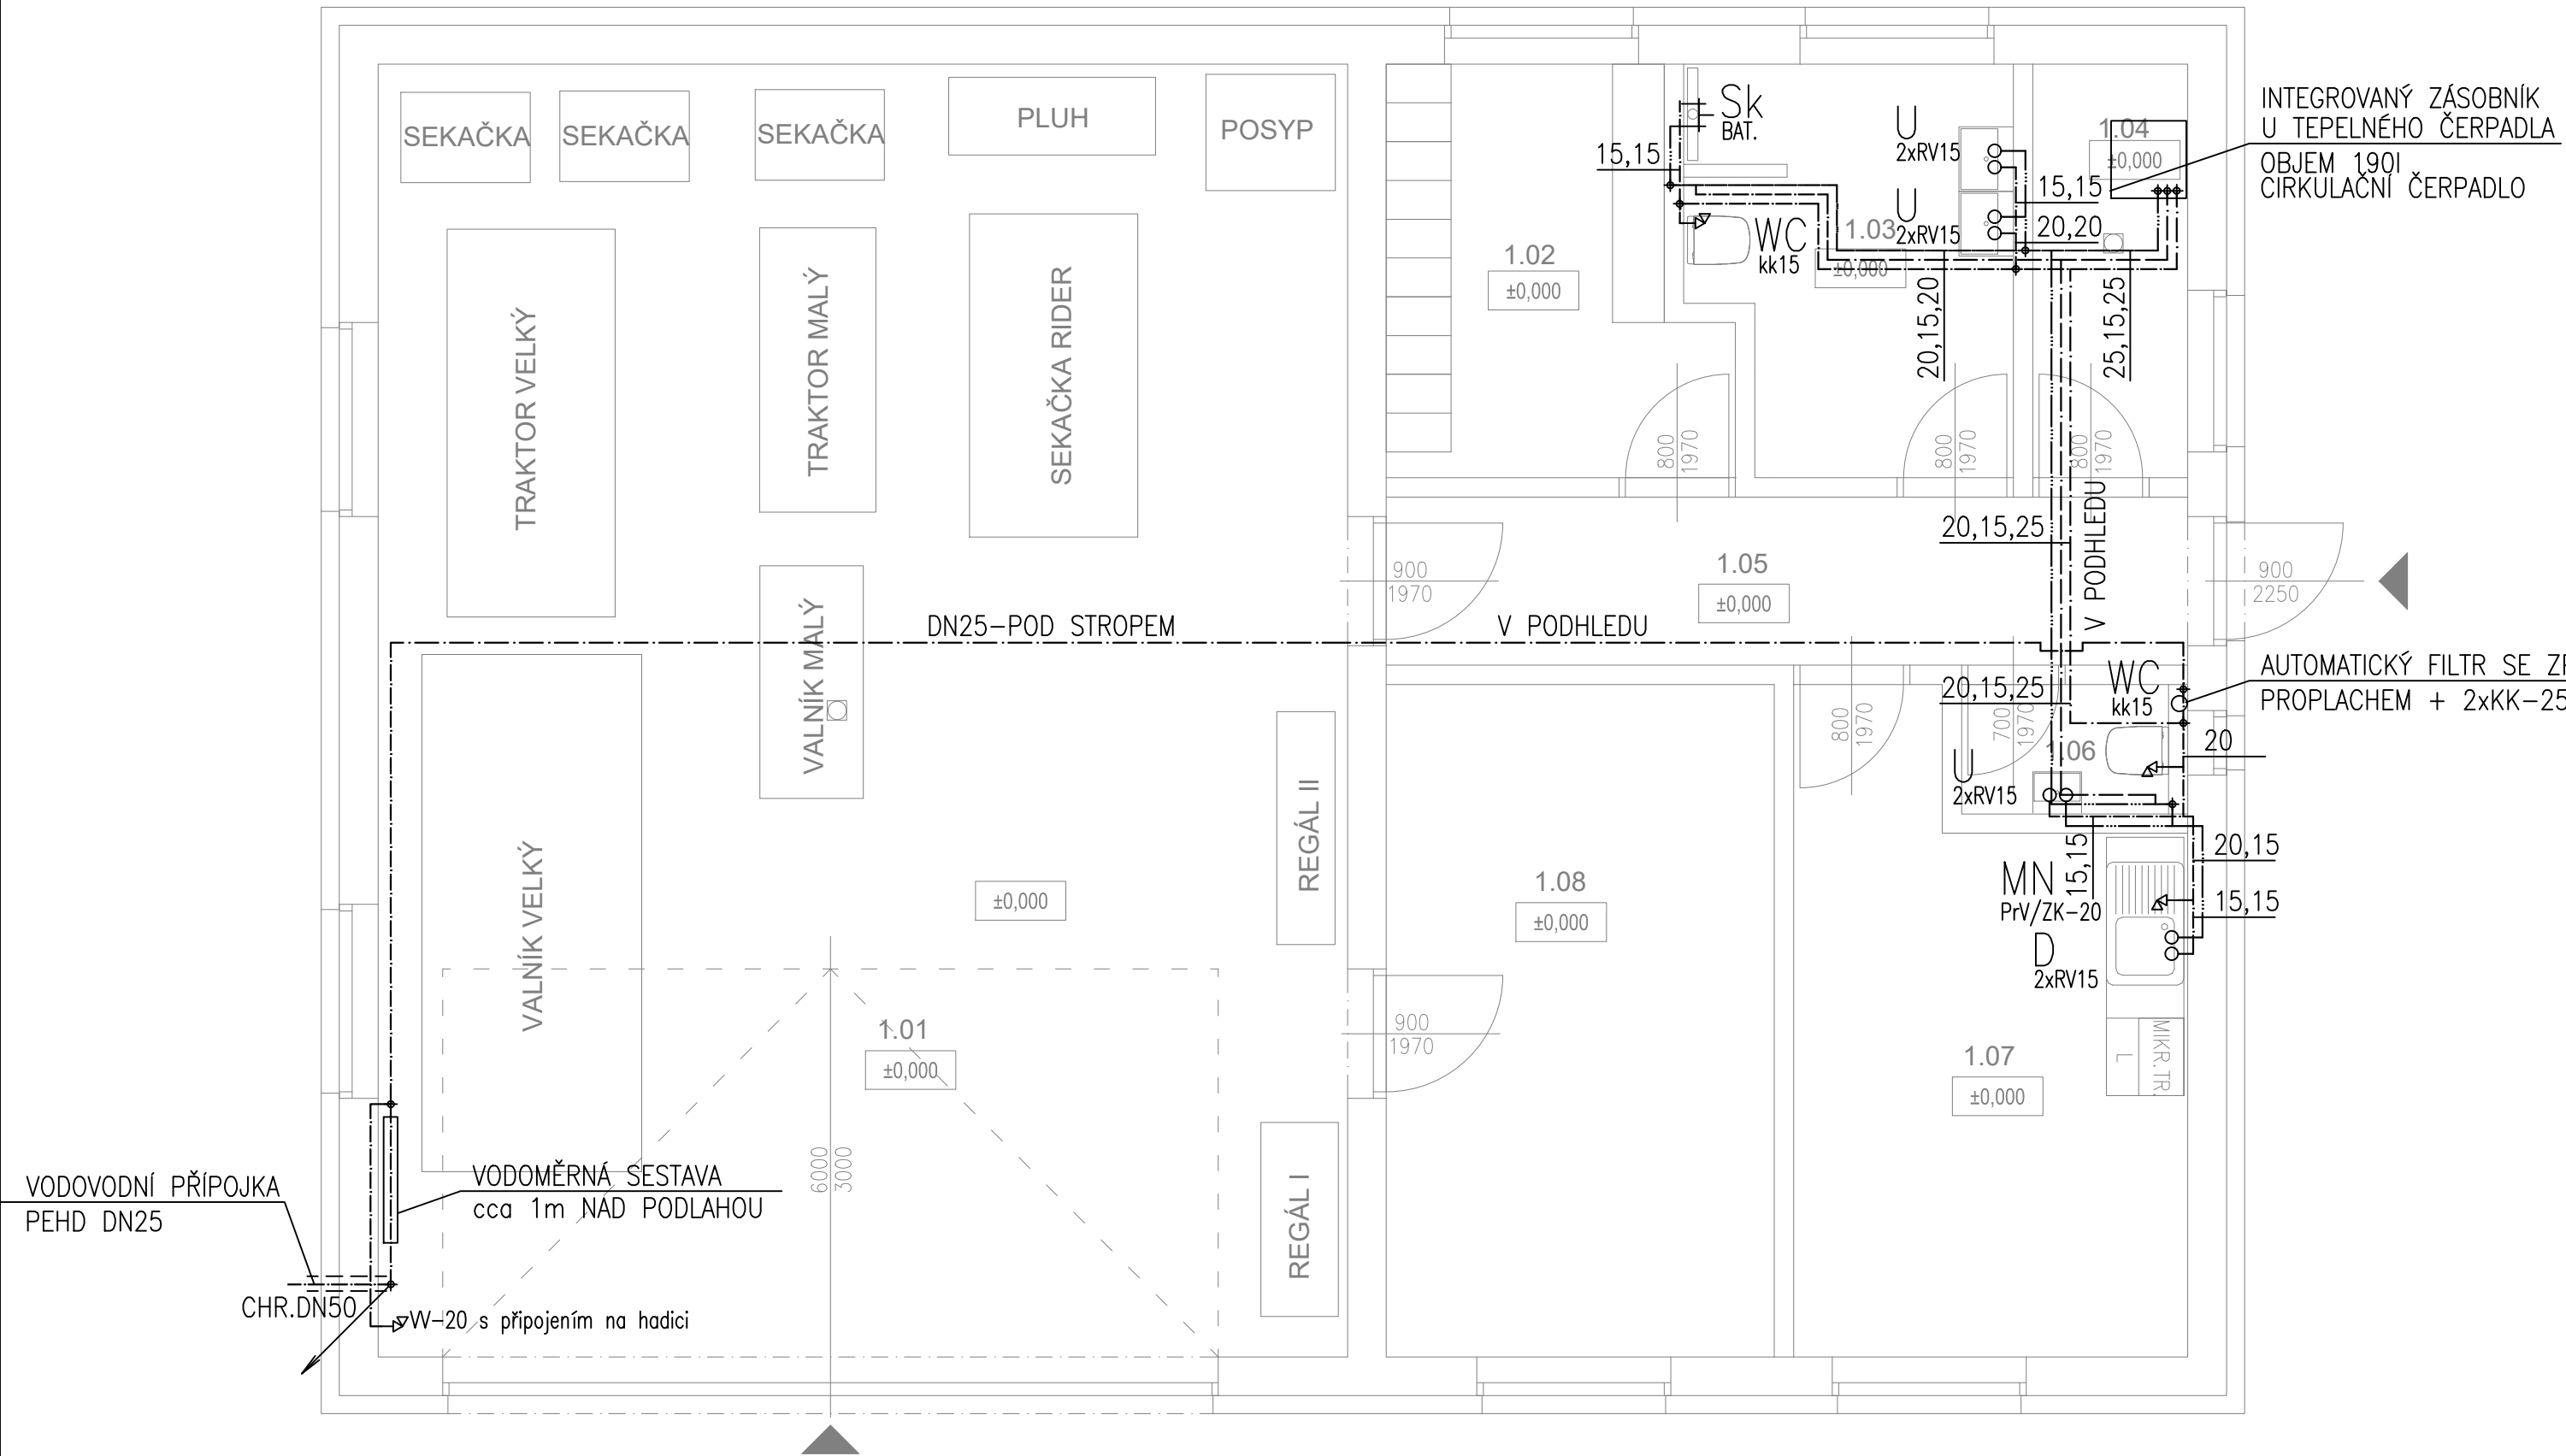 SEKAČKA
SEKAČKA
SEKAČKA
PLUH
POSYP
TRAKTOR VELKÝ
TRAKTOR MALÝ
SEKAČKA RIDER
VALNÍK MALÝ
VALNÍK VELKÝ
REGÁL II
REGÁL I
DN25-POD STROPEM
V PODHLEDU
±0,000
1.01
±0,000
6000
3000
VODOVODNÍ PŘÍPOJKA
PEHD DN25
VODOMĚRNÁ SESTAVA
cca 1m NAD PODLAHOU
CHR.DN50
VV-20 s připojením na hadici
900
1970
900
1970
1.02
±0,000
15,15
Sk
BAT.
WC
kk15
U
2xRV15
U
2xRV15
1.03
±0,000
1.04
±0,000
15,15
20,20
20,15,20
25,15,25
INTEGROVANÝ ZÁSOBNÍK
U TEPELNÉHO ČERPADLA
OBJEM 190l
CIRKULAČNÍ ČERPADLO
800
1970
800
1970
800
1970
20,15,25
V PODHLEDU
1.05
±0,000
900
2250
AUTOMATICKÝ FILTR SE
PROPLACHEM + 2xKK-25
20,15,25
WC
kk15
800
1970
700
1970
1.06
20
U
2xRV15
15,15
20,15
15,15
MN
PrV/ZK-20
D
2xRV15
MIKR.TR.
L
1.07
±0,000
1.08
±0,000